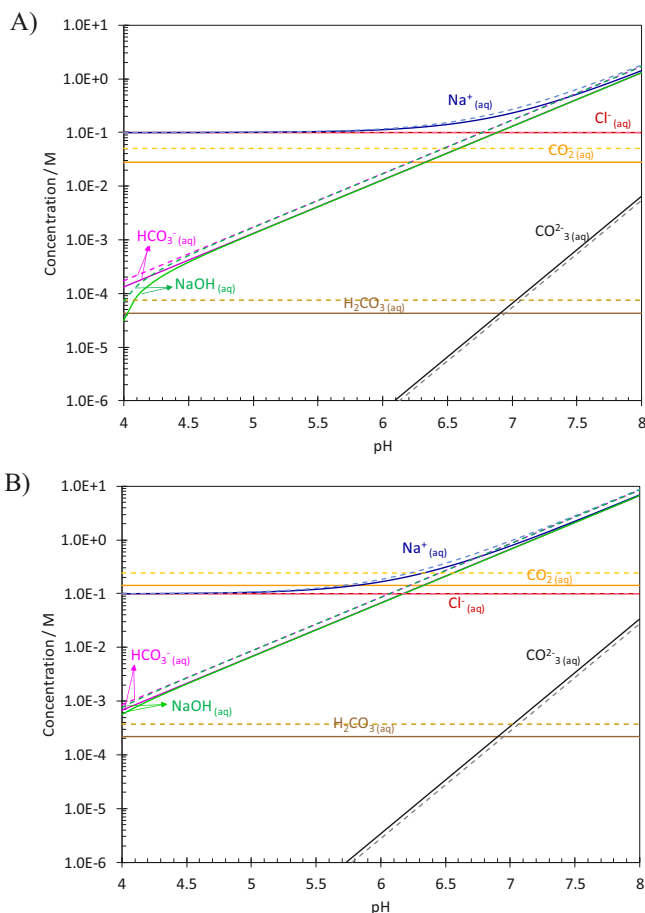 A)
1.0E+1
1.0E+0
1.0E-1
1.0E-2
1.0E-3
1.0E-4
1.0E-5
1.0E-6
Concentration / M
Na+(aq)
Cl-(aq)
CO2(aq)
HCO3-(aq)
NaOH(aq)
CO2-3(aq)
H2CO3(aq)
4 4.5 5 5.5 6 6.5 7 7.5 8
pH
B)
1.0E+1
1.0E+0
1.0E-1
1.0E-2
1.0E-3
1.0E-4
1.0E-5
1.0E-6
Concentration / M
Na+(aq)
CO2(aq)
Cl-(aq)
HCO3-(aq)
NaOH(aq)
CO2-3(aq)
H2CO3(aq)
4 4.5 5 5.5 6 6.5 7 7.5 8
pH